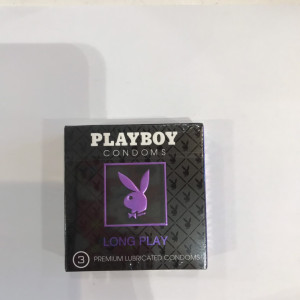 PLAYBOY
CONDOMS
LONG PLAY
3 PREMIUM LUBRICATED CONDOMS